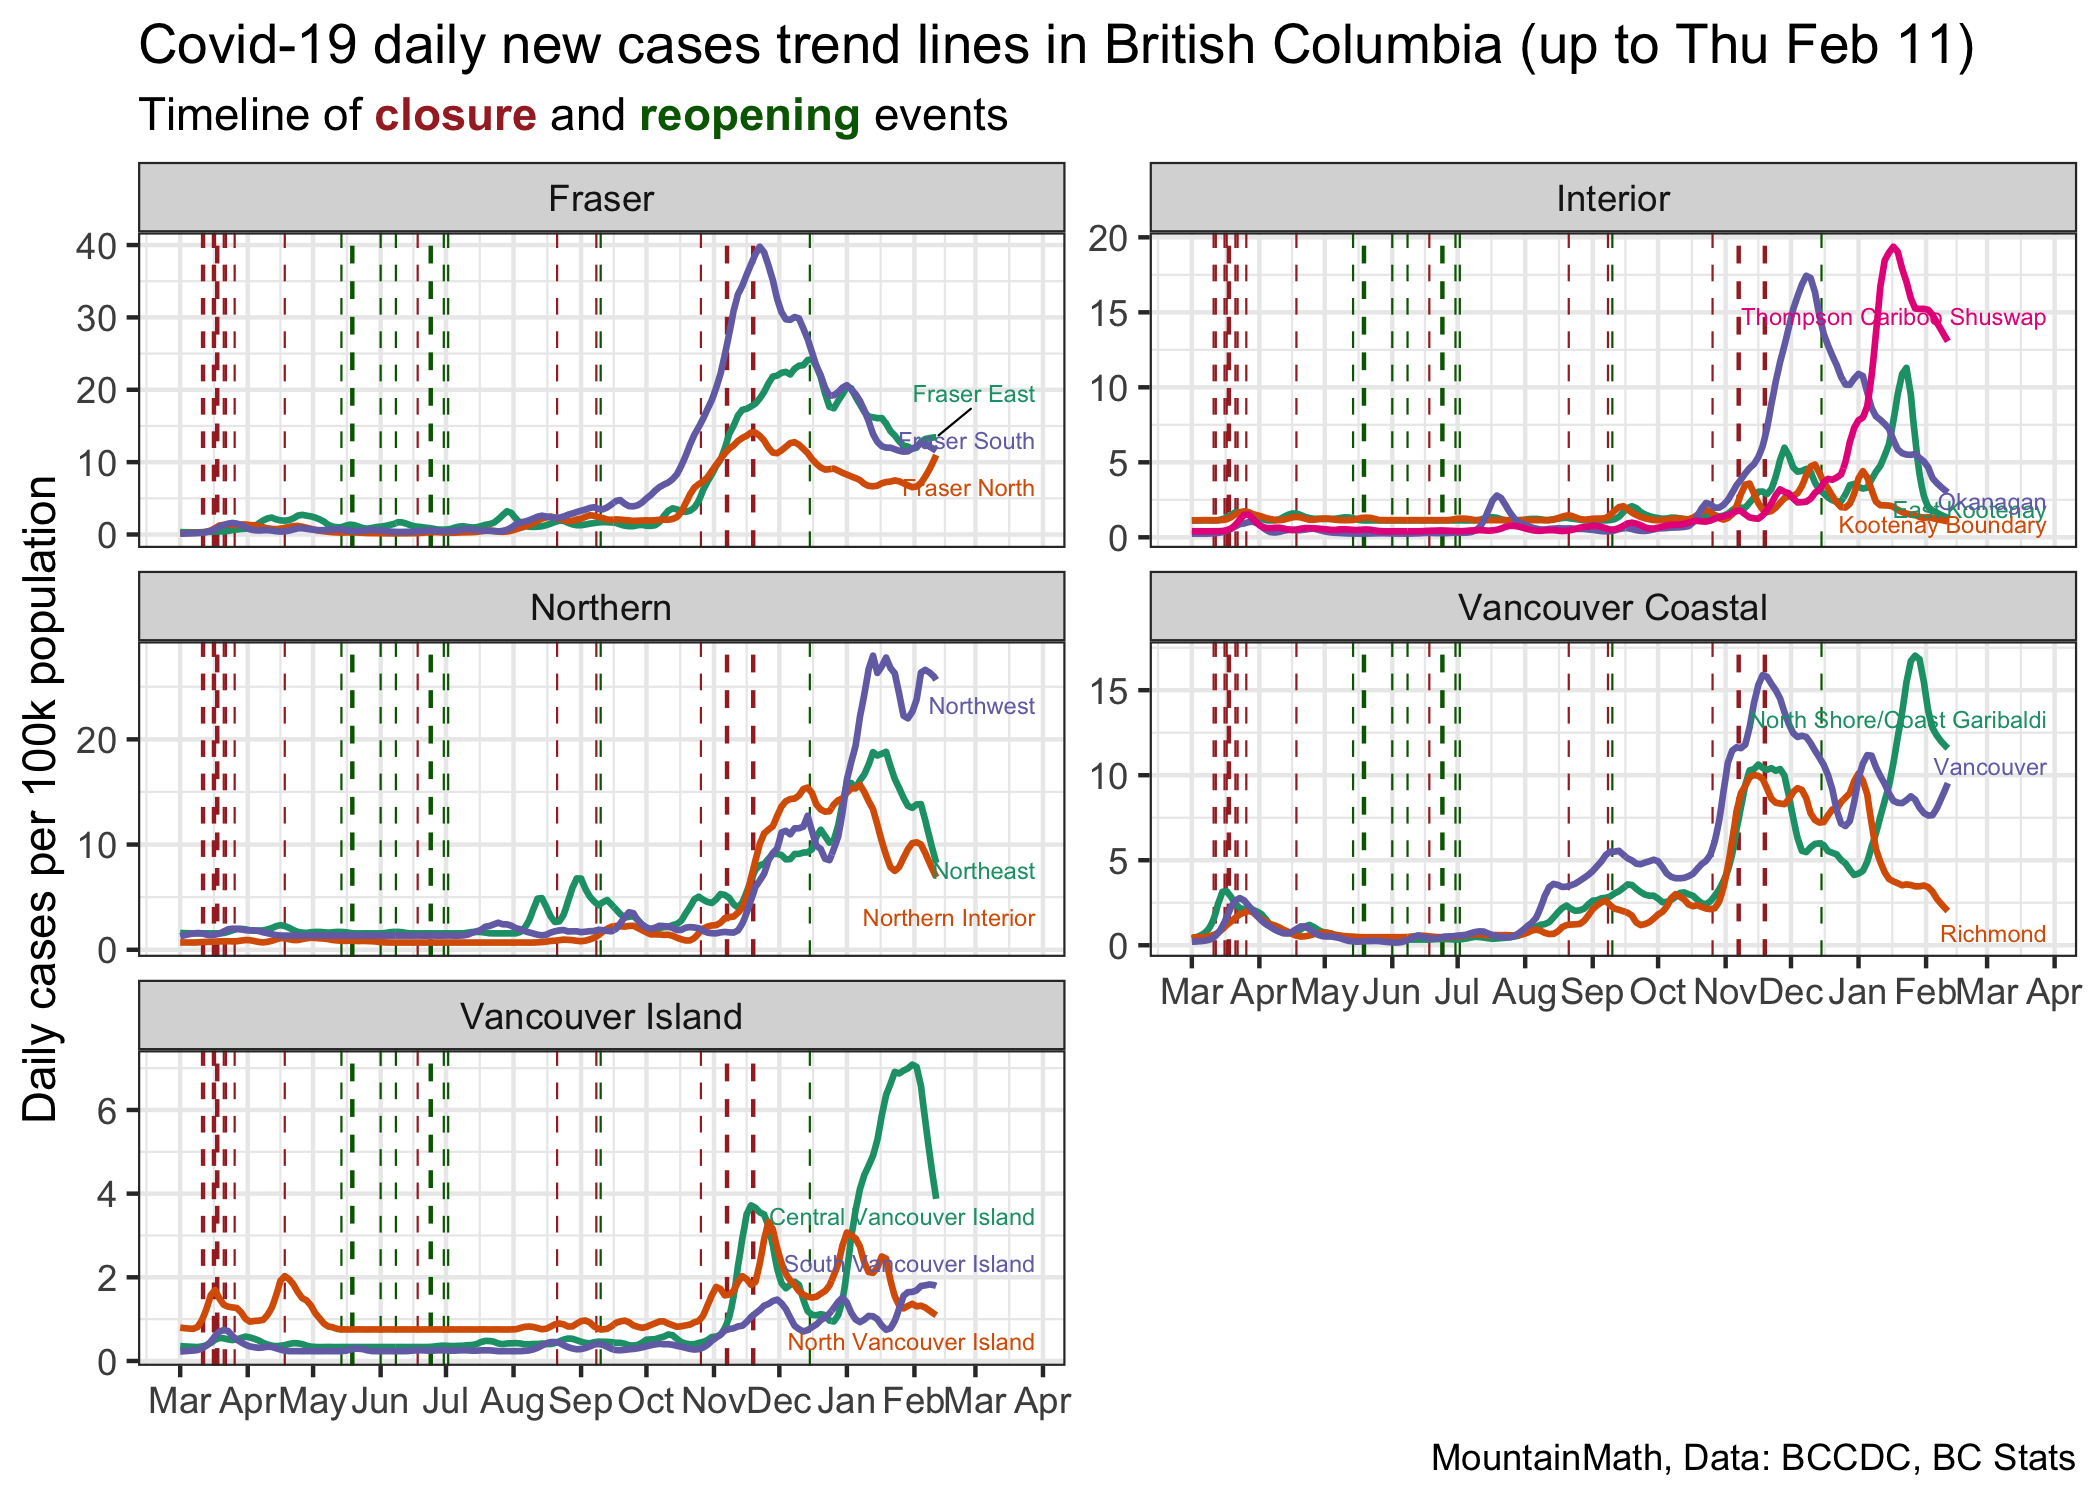 Covid-19 daily new cases trend lines in British Columbia (up to Thu Feb 11)
Timeline of closure and reopening events
Daily cases per 100k population
Fraser
40
30
20
10
0
Fraser East
Fraser South
Fraser North
Interior
20
15
10
5
0
Thompson Cariboo Shuswap
Okanagan
East Kootenay
Kootenay Boundary
Northern
20
10
0
Northwest
Northeast
Northern Interior
Vancouver Coastal
15
10
5
0
North Shore/Coast Garibaldi
Vancouver
Richmond
Mar Apr May Jun Jul Aug Sep Oct Nov Dec Jan Feb Mar Apr
Vancouver Island
6
4
2
0
Central Vancouver Island
South Vancouver Island
North Vancouver Island
Mar Apr May Jun Jul Aug Sep Oct Nov Dec Jan Feb Mar Apr
MountainMath, Data: BCCDC, BC Stats